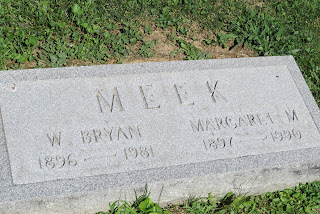 MEEK
W. BRYAN MARGARET M
1896 — 1981 1897 — 1990